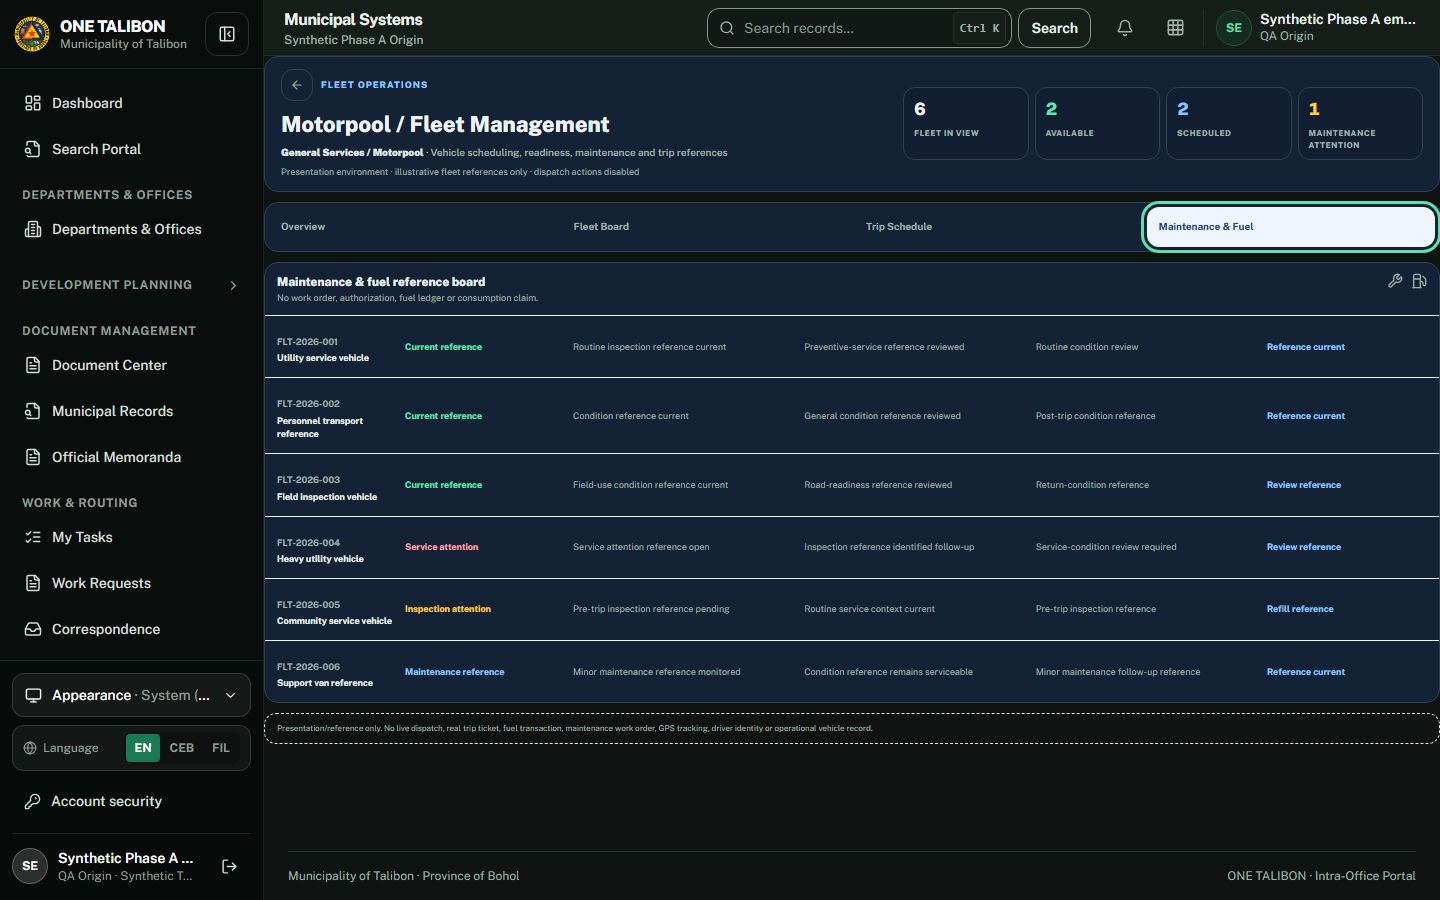 ONE TALIBON
Municipality of Talibon
Dashboard
Search Portal
DEPARTMENTS & OFFICES
Departments & Offices
DEVELOPMENT PLANNING
DOCUMENT MANAGEMENT
Document Center
Municipal Records
Official Memoranda
WORK & ROUTING
My Tasks
Work Requests
Correspondence
Appearance · System (...
Language EN CEB FIL
Account security
SE Synthetic Phase A ...
QA Origin · Synthetic T...
Municipal Systems
Synthetic Phase A Origin
Search records... Ctrl K Search
SE Synthetic Phase A em...
QA Origin
FLEET OPERATIONS
Motorpool / Fleet Management
General Services / Motorpool · Vehicle scheduling, readiness, maintenance and trip references
Presentation environment · illustrative fleet references only · dispatch actions disabled
6
FLEET IN VIEW
2
AVAILABLE
2
SCHEDULED
1
MAINTENANCE
ATTENTION
Overview Fleet Board Trip Schedule Maintenance & Fuel
Maintenance & fuel reference board
No work order, authorization, fuel ledger or consumption claim.
FLT-2026-001
Utility service vehicle
Current reference Routine inspection reference current Preventive-service reference reviewed Routine condition review Reference current
FLT-2026-002
Personnel transport
reference
Current reference Condition reference current General condition reference reviewed Post-trip condition reference Reference current
FLT-2026-003
Field inspection vehicle
Current reference Field-use condition reference current Road-readiness reference reviewed Return-condition reference Review reference
FLT-2026-004
Heavy utility vehicle
Service attention Service attention reference open Inspection reference identified follow-up Service-condition review required Review reference
FLT-2026-005
Community service vehicle
Inspection attention Pre-trip inspection reference pending Routine service context current Pre-trip inspection reference Refill reference
FLT-2026-006
Support van reference
Maintenance reference Minor maintenance reference monitored Condition reference remains serviceable Minor maintenance follow-up reference Reference current
Presentation/reference only. No live dispatch, real trip ticket, fuel transaction, maintenance work order, GPS tracking, driver identity or operational vehicle record.
Municipality of Talibon · Province of Bohol
ONE TALIBON · Intra-Office Portal